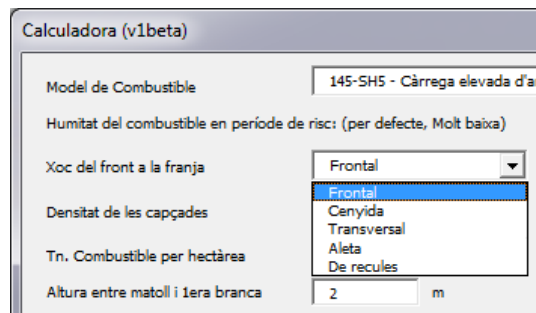 Calculadora (v1beta)
Model de Combustible
145-SH5 - Càrrega elevada d'ar
Humitat del combustible en període de risc: (per defecte, Molt baixa)
Xoc del front a la franja
Frontal
Frontal
Cenyida
Densitat de les capçades
Transversal
Aleta
Tn. Combustible per hectàrea
De recules
Altura entre matoll i 1era branca
2 m